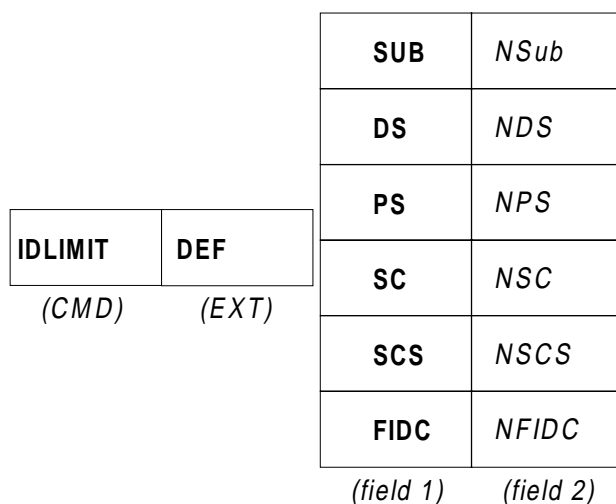 SUB NSub
DS NDS
PS NPS
IDLIMIT DEF
(CMD) (EXT)
SC NSC
SCS NSCS
FIDC NFIDC
(field 1) (field 2)